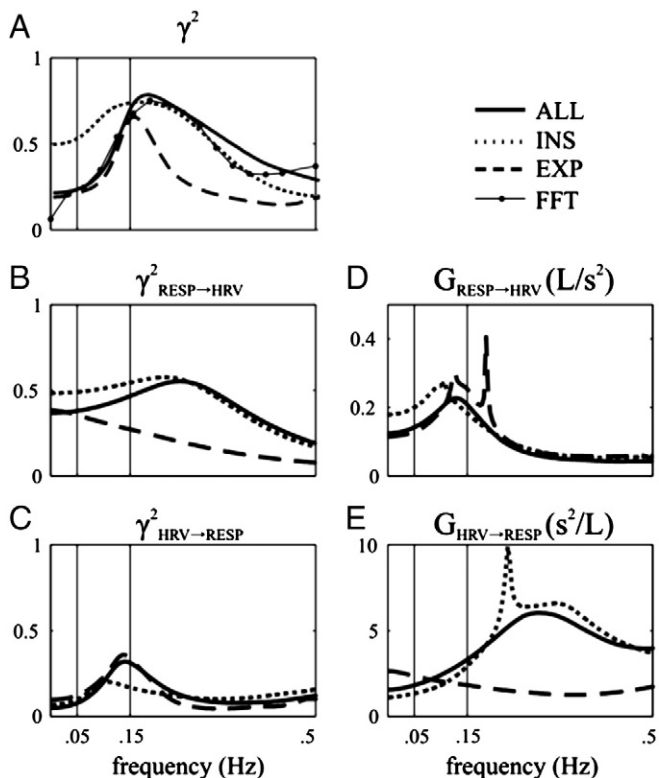 A
γ²
1
0.5
0
ALL
INS
EXP
FFT
B
γ²RESP→HRV
1
0.5
0
D
G RESP→HRV (L/s²)
0.4
0.2
0
C
γ²HRV→RESP
1
0.5
0
.05 .15 .5
frequency (Hz)
E
G HRV→RESP (s²/L)
10
5
0
.05 .15 .5
frequency (Hz)